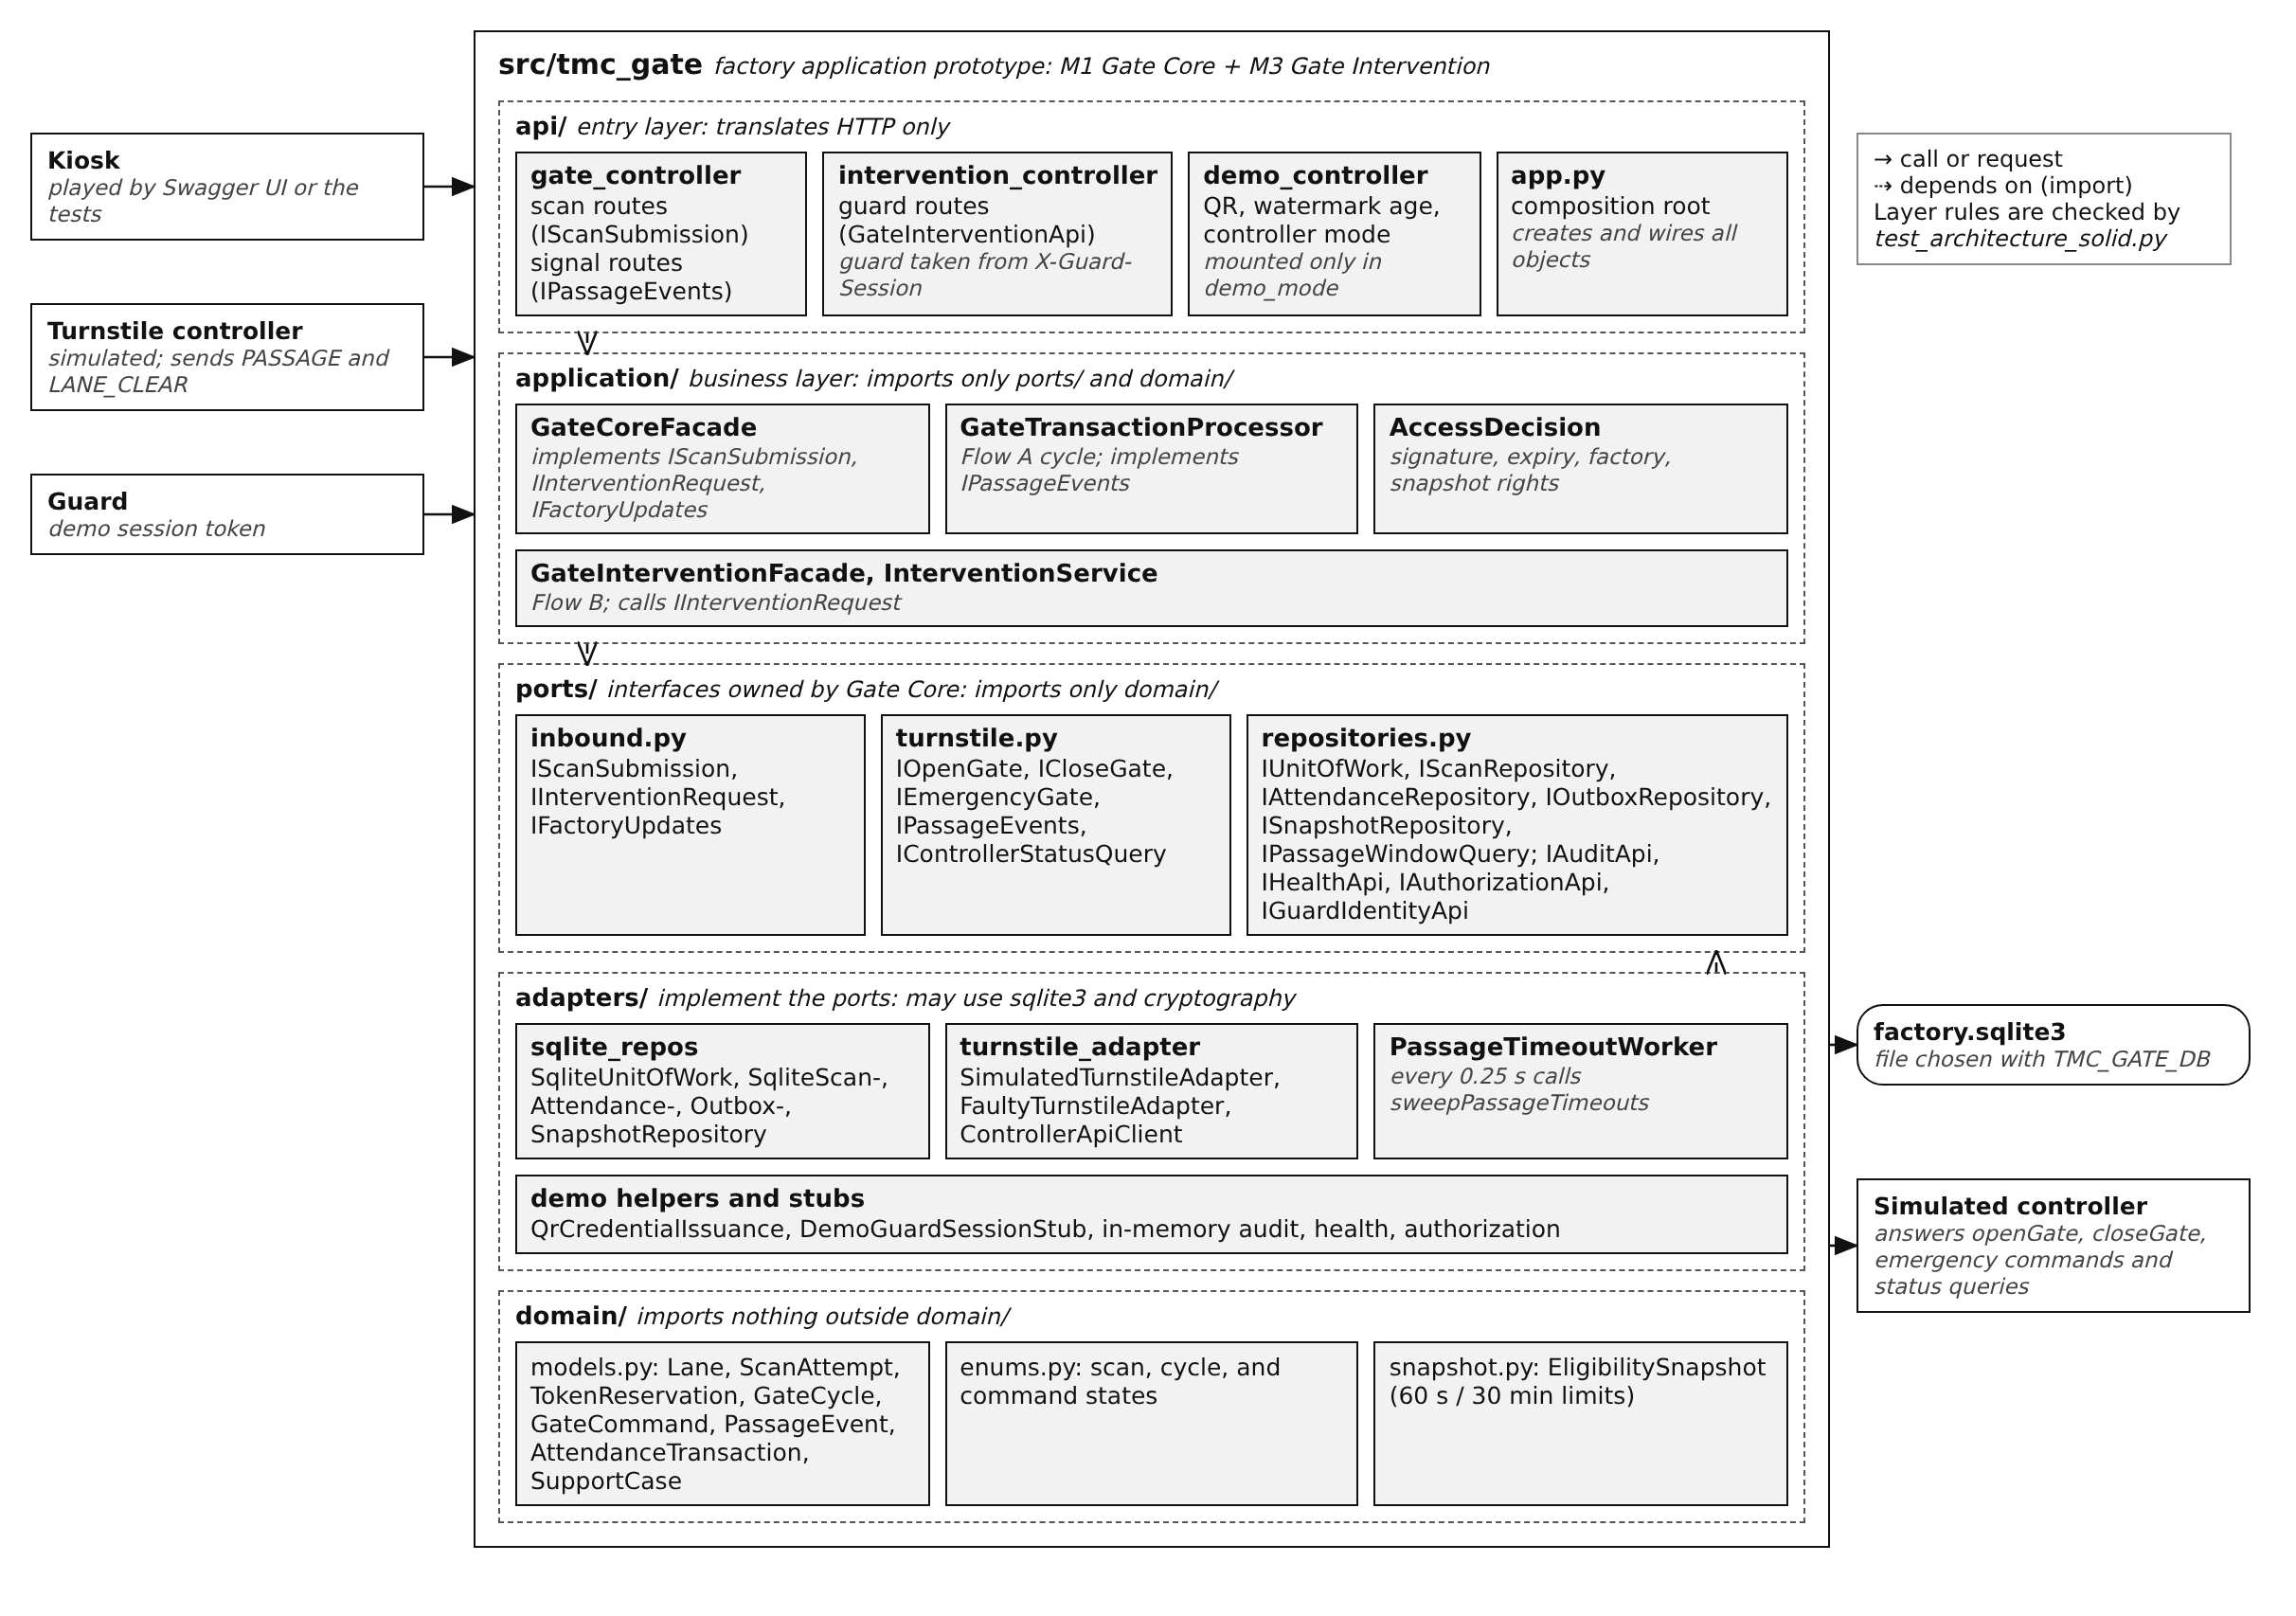 src/tmc_gate factory application prototype: M1 Gate Core + M3 Gate Intervention
Kiosk
played by Swagger UI or the
tests
Turnstile controller
simulated; sends PASSAGE and
LANE_CLEAR
Guard
demo session token
api/ entry layer: translates HTTP only
gate_controller
scan routes
(IScanSubmission)
signal routes
(IPassageEvents)
intervention_controller
guard routes
(GateInterventionApi)
guard taken from X-Guard-
Session
demo_controller
QR, watermark age,
controller mode
mounted only in
demo_mode
app.py
composition root
creates and wires all
objects
→ call or request
⇢ depends on (import)
Layer rules are checked by
test_architecture_solid.py
application/ business layer: imports only ports/ and domain/
GateCoreFacade
implements IScanSubmission,
IInterventionRequest,
IFactoryUpdates
GateTransactionProcessor
Flow A cycle; implements
IPassageEvents
AccessDecision
signature, expiry, factory,
snapshot rights
GateInterventionFacade, InterventionService
Flow B; calls IInterventionRequest
ports/ interfaces owned by Gate Core: imports only domain/
inbound.py
IScanSubmission,
IInterventionRequest,
IFactoryUpdates
turnstile.py
IOpenGate, ICloseGate,
IEmergencyGate,
IPassageEvents,
IControllerStatusQuery
repositories.py
IUnitOfWork, IScanRepository,
IAttendanceRepository, IOutboxRepository,
ISnapshotRepository,
IPassageWindowQuery; IAuditApi,
IHealthApi, IAuthorizationApi,
IGuardIdentityApi
adapters/ implement the ports: may use sqlite3 and cryptography
sqlite_repos
SqliteUnitOfWork, SqliteScan-,
Attendance-, Outbox-,
SnapshotRepository
turnstile_adapter
SimulatedTurnstileAdapter,
FaultyTurnstileAdapter,
ControllerApiClient
PassageTimeoutWorker
every 0.25 s calls
sweepPassageTimeouts
demo helpers and stubs
QrCredentialIssuance, DemoGuardSessionStub, in-memory audit, health, authorization
factory.sqlite3
file chosen with TMC_GATE_DB
Simulated controller
answers openGate, closeGate,
emergency commands and
status queries
domain/ imports nothing outside domain/
models.py: Lane, ScanAttempt,
TokenReservation, GateCycle,
GateCommand, PassageEvent,
AttendanceTransaction,
SupportCase
enums.py: scan, cycle, and
command states
snapshot.py: EligibilitySnapshot
(60 s / 30 min limits)